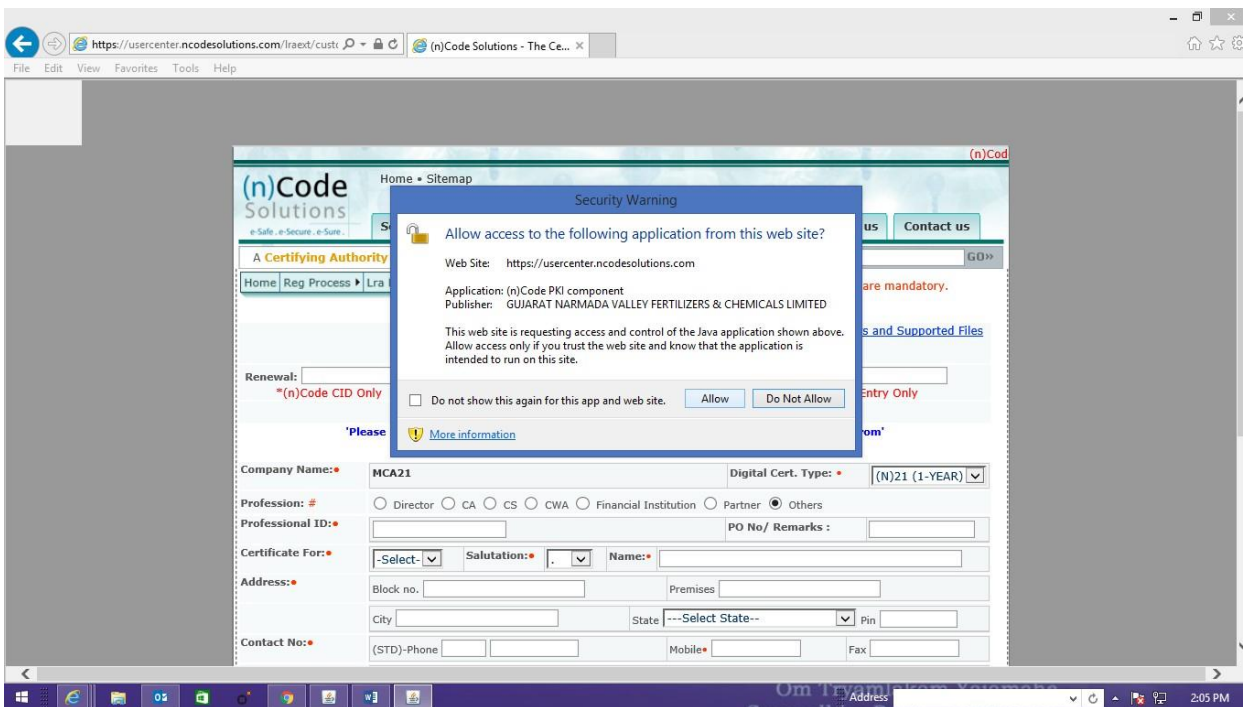 https://usercenter.ncodesolutions.com/lraext/custo
(n)Code Solutions - The Ce...
File Edit View Favorites Tools Help
(n)Cod
(n)Code
Solutions
e-Safe.e-Secure.e-Sure.
Home • Sitemap
us Contact us
A Certifying Authority
GO»
Home Reg Process Lra
are mandatory.
s and Supported Files
Renewal:
*(n)Code CID Only
Entry Only
'Please
rom'
Security Warning
Allow access to the following application from this web site?
Web Site: https://usercenter.ncodesolutions.com
Application: (n)Code PKI component
Publisher: GUJARAT NARMADA VALLEY FERTILIZERS & CHEMICALS LIMITED
This web site is requesting access and control of the Java application shown above.
Allow access only if you trust the web site and know that the application is
intended to run on this site.
Do not show this again for this app and web site. Allow Do Not Allow
More information
Company Name:• MCA21 Digital Cert. Type: • (N)21 (1-YEAR)
Profession: # Director CA CS CWA Financial Institution Partner Others
Professional ID:• PO No/ Remarks :
Certificate For:• -Select- Salutation:• . Name:•
Address:• Block no. Premises
City State ---Select State-- Pin
Contact No:• (STD)-Phone Mobile• Fax
Address 2:05 PM